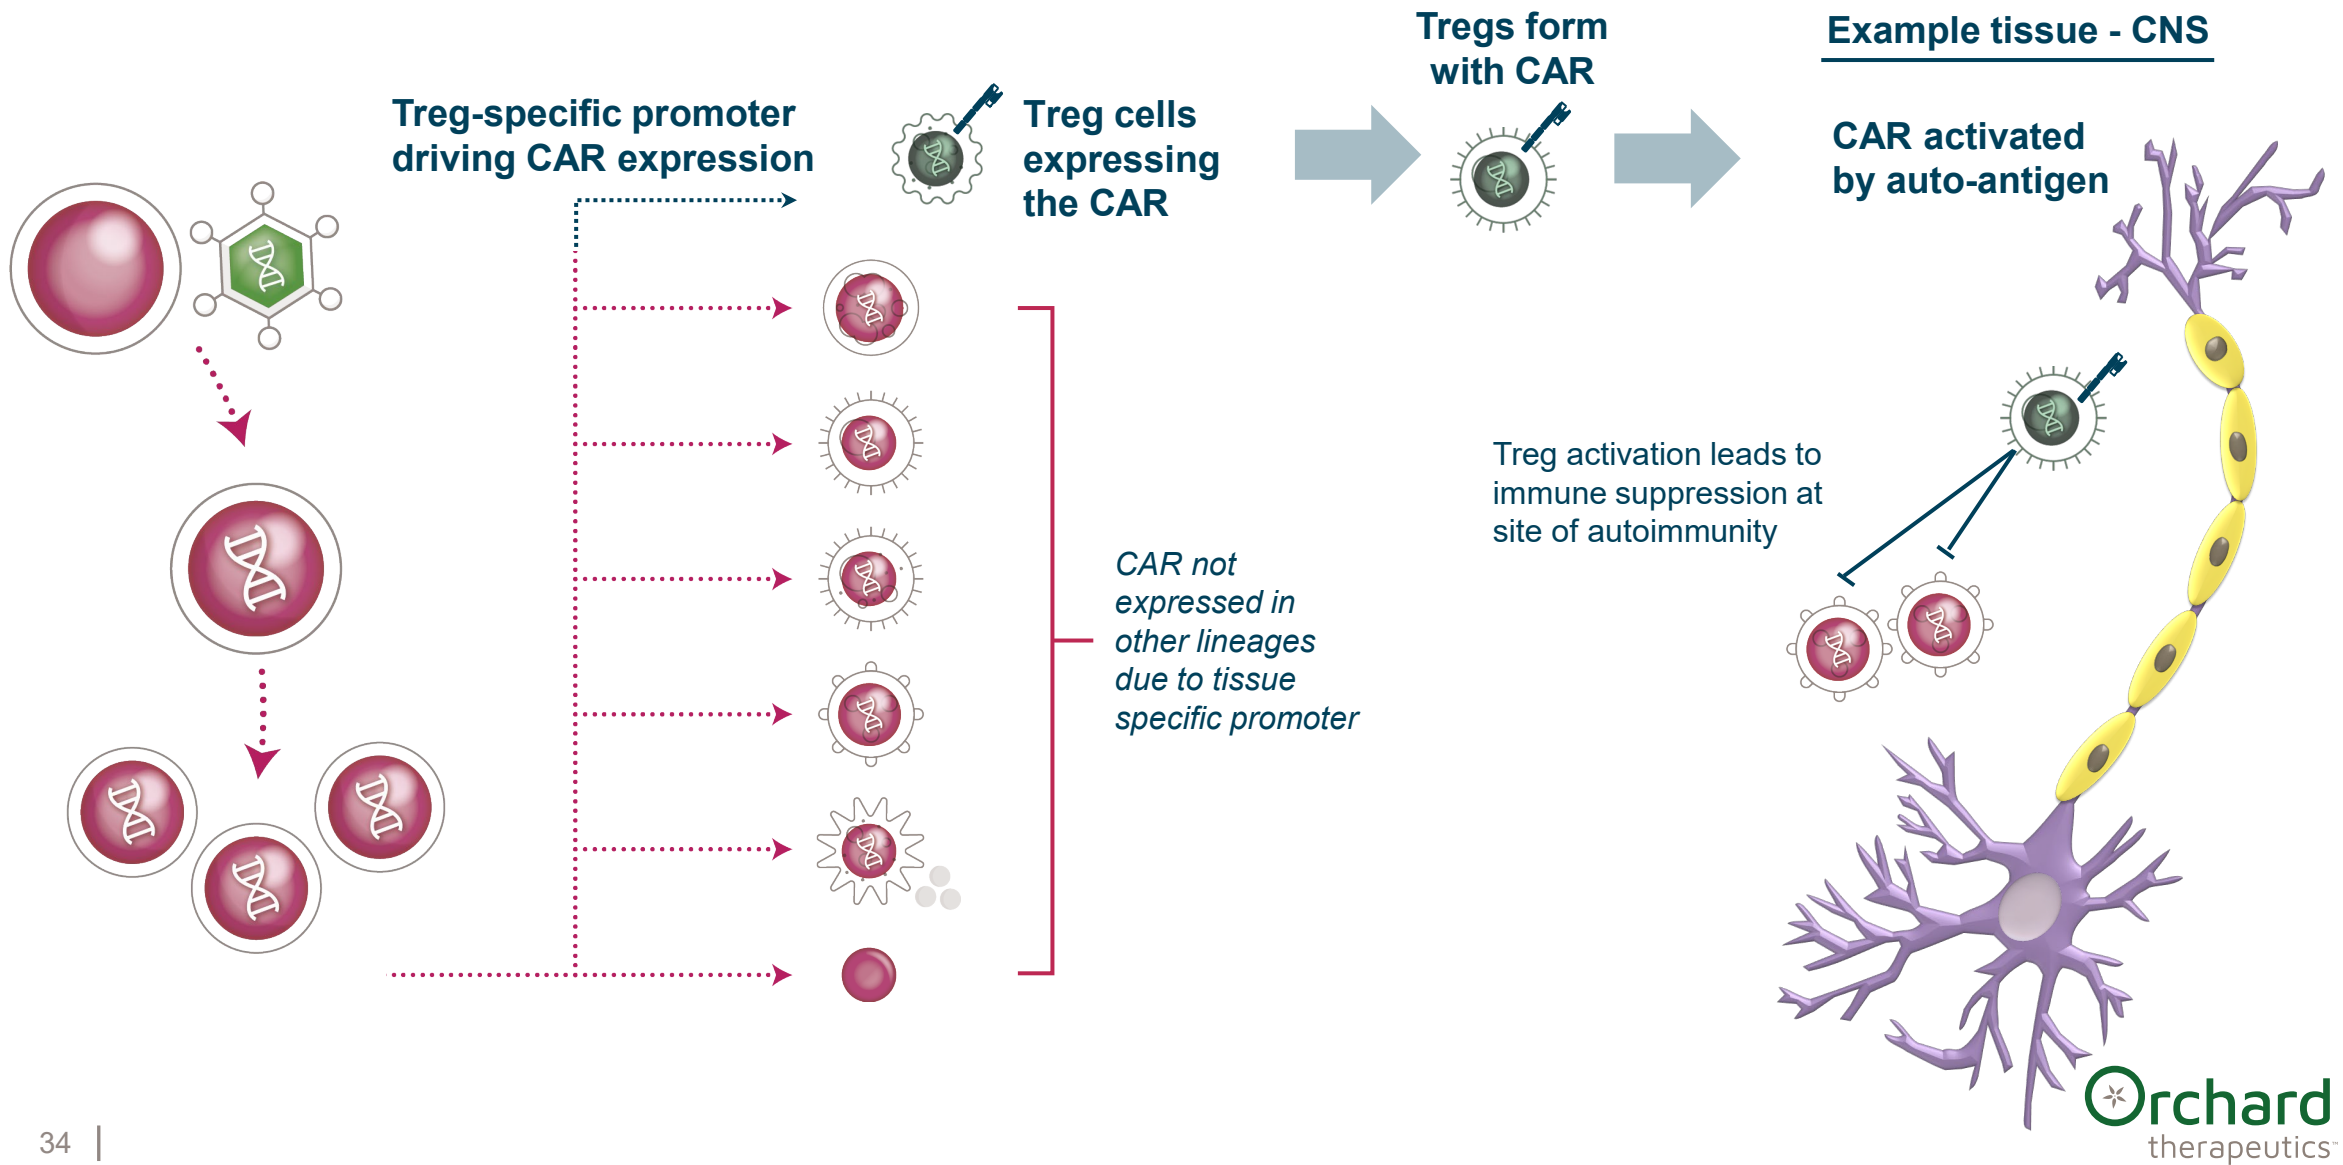 Treg-specific promoter
driving CAR expression
Treg cells
expressing
the CAR
Tregs form
with CAR
Example tissue - CNS
CAR activated
by auto-antigen
Treg activation leads to
immune suppression at
site of autoimmunity
CAR not
expressed in
other lineages
due to tissue
specific promoter
34
Orchard
therapeutics